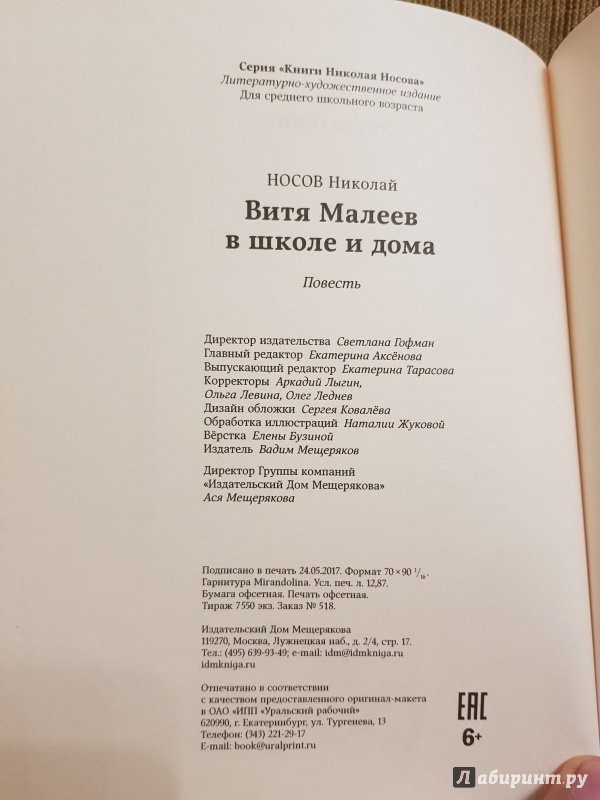 Серия «Книги Николая Носова»
Литературно-художественное издание
Для среднего школьного возраста
НОСОВ Николай
Витя Малеев
в школе и дома
Повесть
Директор издательства Светлана Гофман
Главный редактор Екатерина Аксёнова
Выпускающий редактор Екатерина Тарасова
Корректоры Аркадий Лыгин,
Ольга Левина, Олег Леднев
Дизайн обложки Сергея Ковалёва
Обработка иллюстраций Наталии Жуковой
Вёрстка Елены Бузиной
Издатель Вадим Мещеряков
Директор Группы компаний
«Издательский Дом Мещерякова»
Ася Мещерякова
Подписано в печать 24.05.2017. Формат 70 × 90 1/16.
Гарнитура Mirandolina. Усл. печ. л. 12,87.
Бумага офсетная. Печать офсетная.
Тираж 7550 экз. Заказ № 518.
Издательский Дом Мещерякова
119270, Москва, Лужнецкая наб., д. 2/4, стр. 17.
Тел.: (495) 639-93-49; e-mail: idm@idmkniga.ru
idmkniga.ru
Отпечатано в соответствии
с качеством предоставленного оригинал-макета
в ОАО «ИПП «Уральский рабочий»
620990, г. Екатеринбург, ул. Тургенева, 13
Телефоны: (343) 221-29-17
E-mail: book@uralprint.ru
ЕАС
6+
Лабиринт.ру